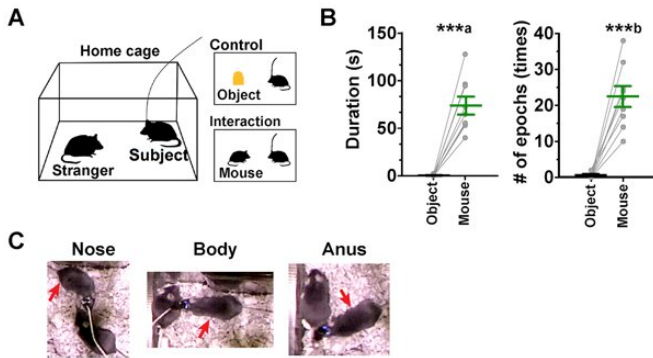 A
Home cage
Stranger
Subject
Control
Object
Interaction
Mouse
B
***a
Duration (s)
150
100
50
0
Object
Mouse
***b
# of epochs (times)
40
30
20
10
0
Object
Mouse
C
Nose
Body
Anus